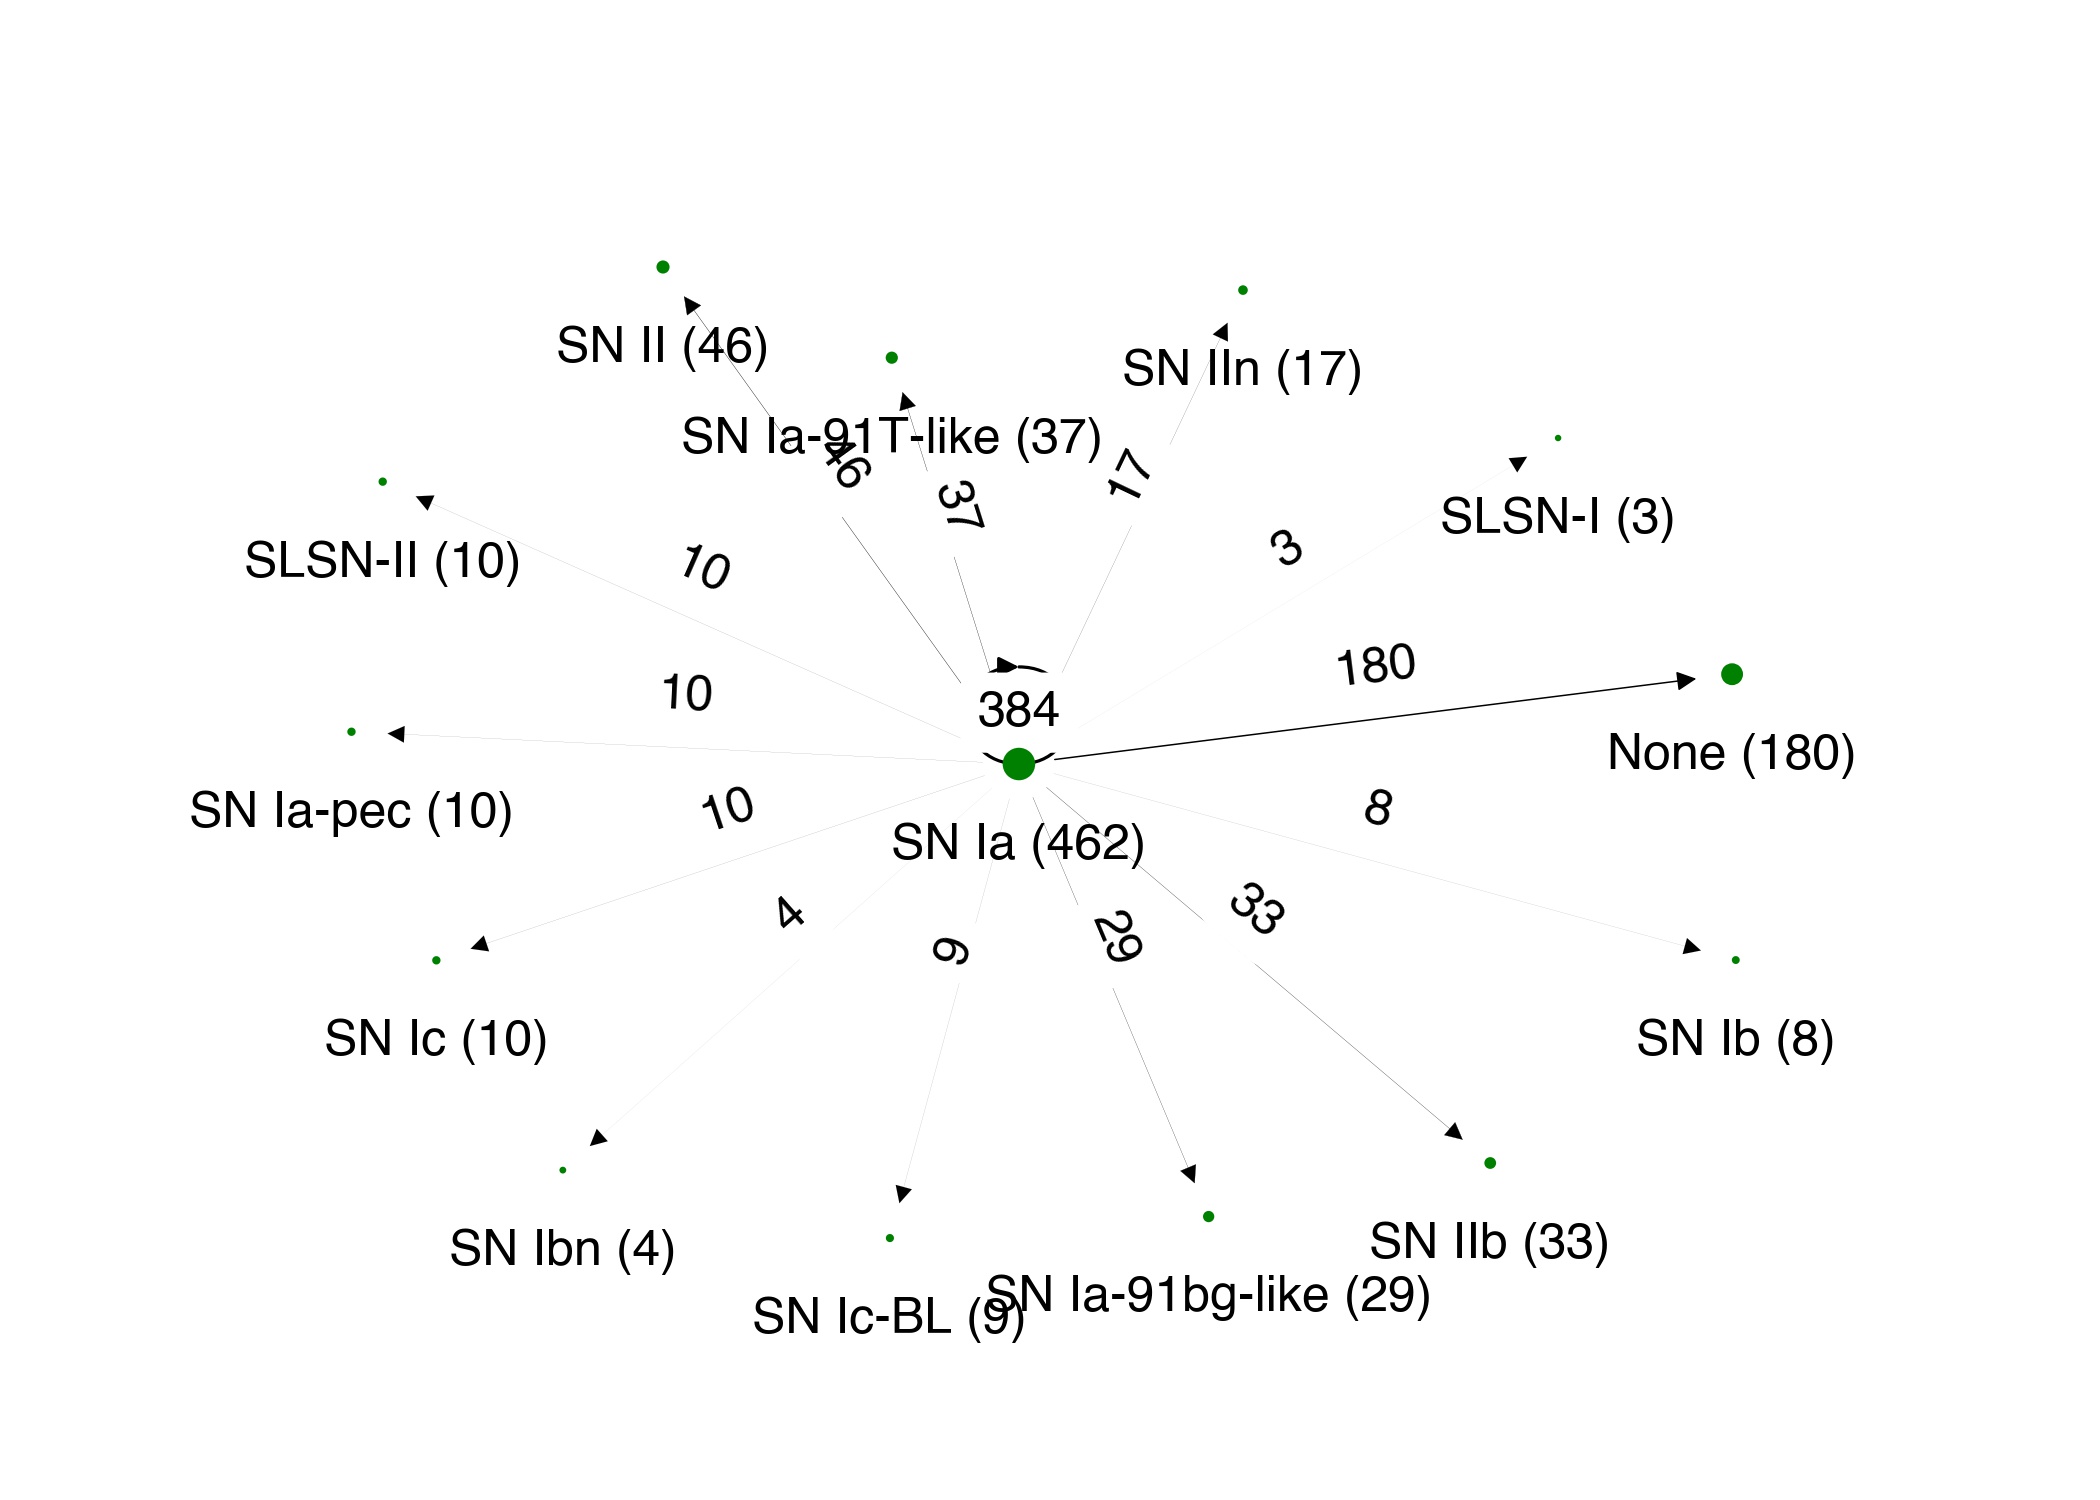 SN II (46)
SN IIn (17)
SN Ia-91T-like (37)
46
17
37
SLSN-I (3)
3
SLSN-II (10)
10
180
10
384
None (180)
SN Ia-pec (10)
10
8
SN Ia (462)
4
33
29
9
SN Ic (10)
SN Ib (8)
SN Ibn (4)
SN IIb (33)
SN Ia-91bg-like (29)
SN Ic-BL (9)